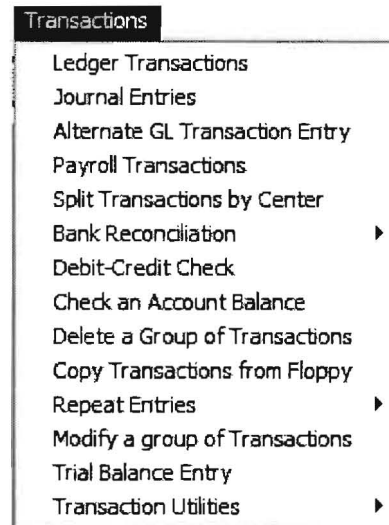 Transactions
Ledger Transactions
Journal Entries
Alternate GL Transaction Entry
Payroll Transactions
Split Transactions by Center
Bank Reconciliation
Debit-Credit Check
Check an Account Balance
Delete a Group of Transactions
Copy Transactions from Floppy
Repeat Entries
Modify a group of Transactions
Trial Balance Entry
Transaction Utilities